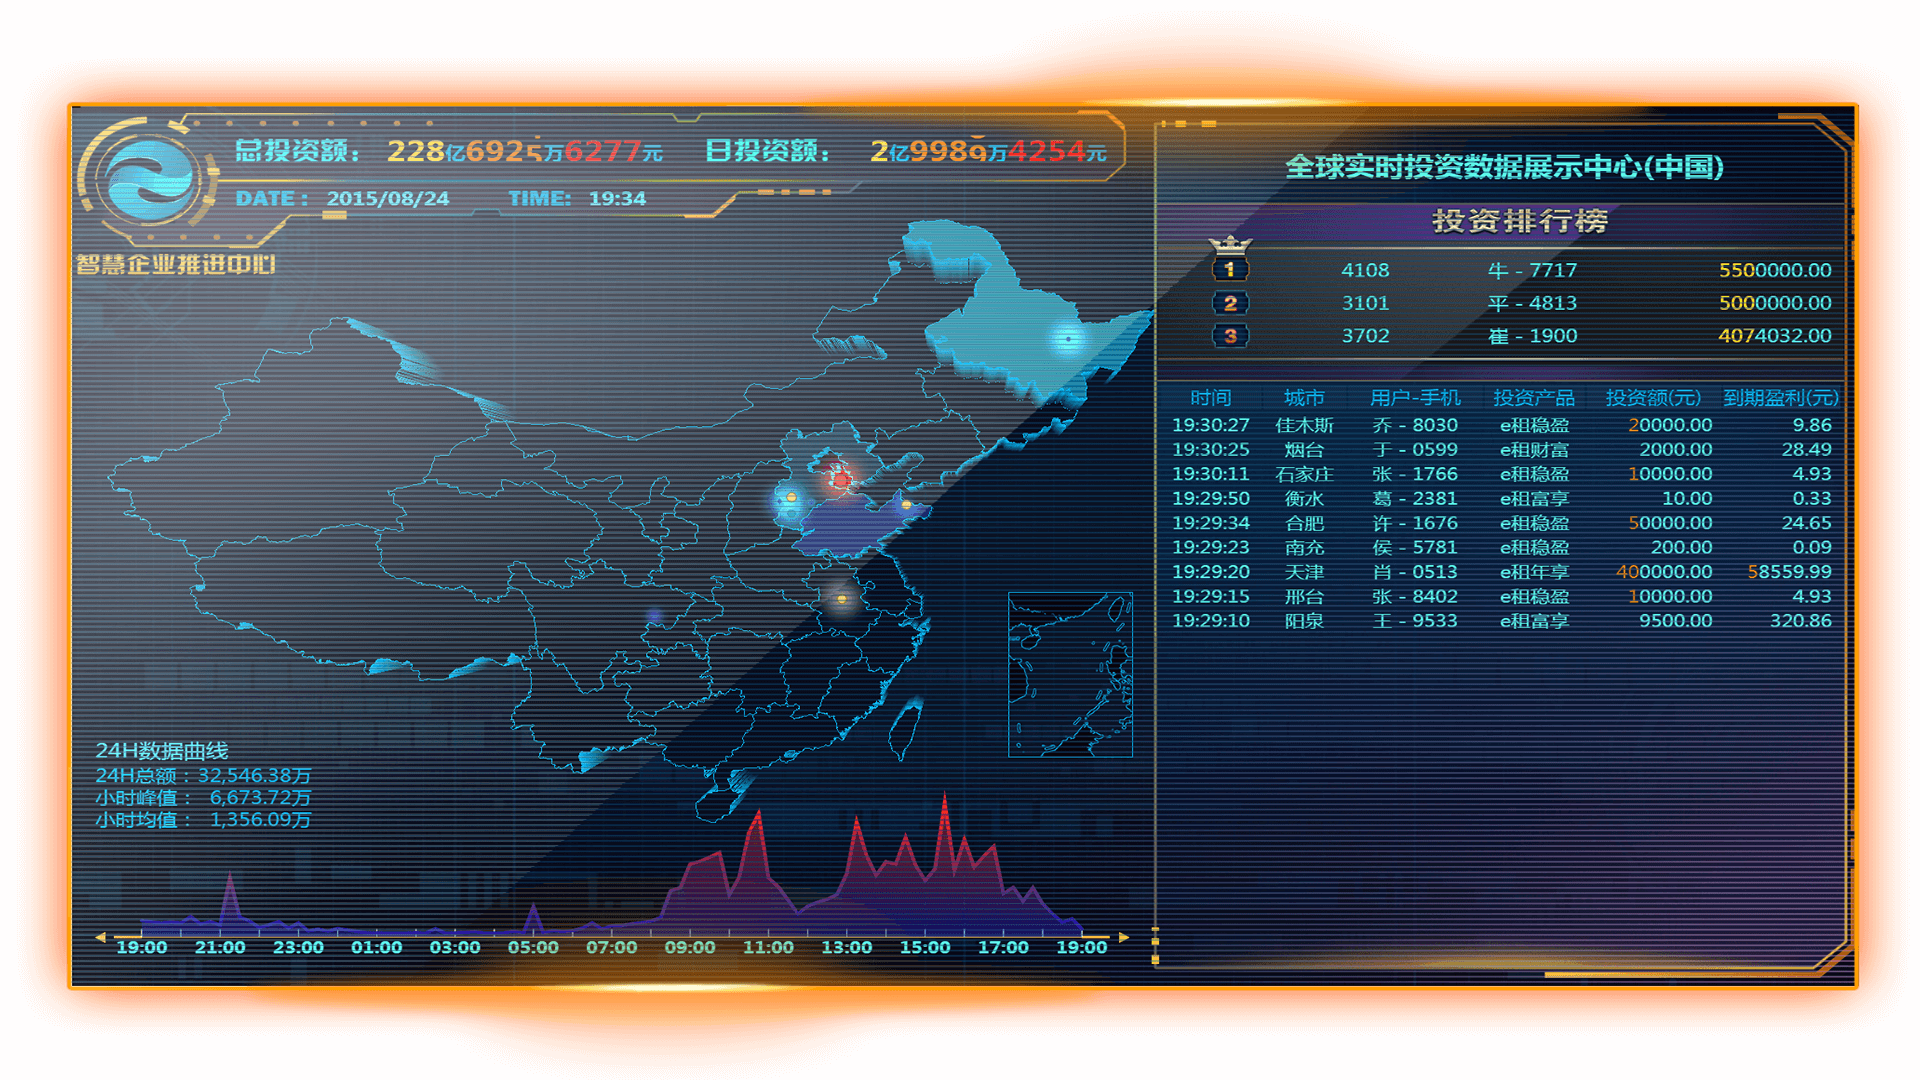 总投资额： 228亿6925万6277元 日投资额： 2亿9989万4254元
DATE： 2015/08/24 TIME: 19:34
智慧企业推进中心
24H数据曲线
24H总额：32,546.38万
小时峰值： 6,673.72万
小时均值： 1,356.09万
19:00 21:00 23:00 01:00 03:00 05:00 07:00 09:00 11:00 13:00 15:00 17:00 19:00
全球实时投资数据展示中心(中国)
投资排行榜
1 4108 牛 - 7717 5500000.00
2 3101 平 - 4813 5000000.00
3 3702 崔 - 1900 4074032.00
时间 城市 用户-手机 投资产品 投资额(元) 到期盈利(元)
19:30:27 佳木斯 乔 - 8030 e租稳盈 20000.00 9.86
19:30:25 烟台 于 - 0599 e租财富 2000.00 28.49
19:30:11 石家庄 张 - 1766 e租稳盈 10000.00 4.93
19:29:50 衡水 葛 - 2381 e租富享 10.00 0.33
19:29:34 合肥 许 - 1676 e租稳盈 50000.00 24.65
19:29:23 南充 侯 - 5781 e租稳盈 200.00 0.09
19:29:20 天津 肖 - 0513 e租年享 400000.00 58559.99
19:29:15 邢台 张 - 8402 e租稳盈 10000.00 4.93
19:29:10 阳泉 王 - 9533 e租富享 9500.00 320.86